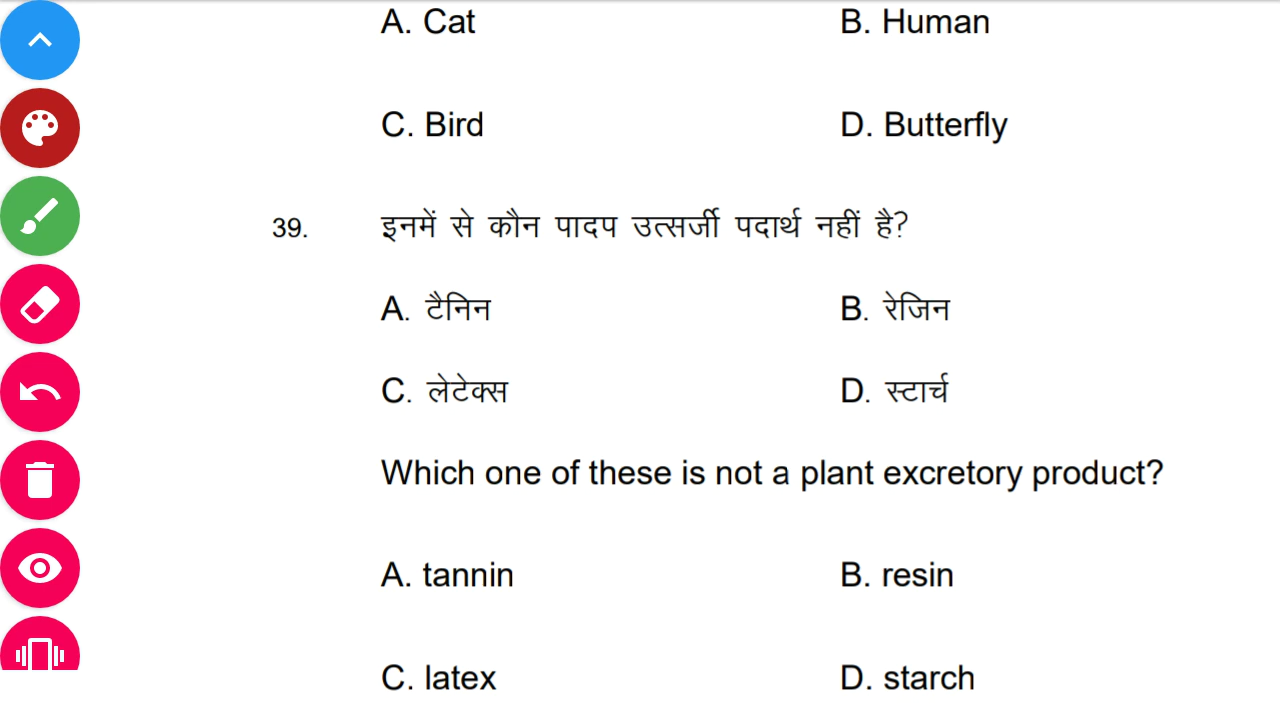 A. Cat B. Human
C. Bird D. Butterfly
39. इनमें से कौन पादप उत्सर्जी पदार्थ नहीं है?
A. टैनिन B. रेजिन
C. लेटेक्स D. स्टार्च
Which one of these is not a plant excretory product?
A. tannin B. resin
C. latex D. starch